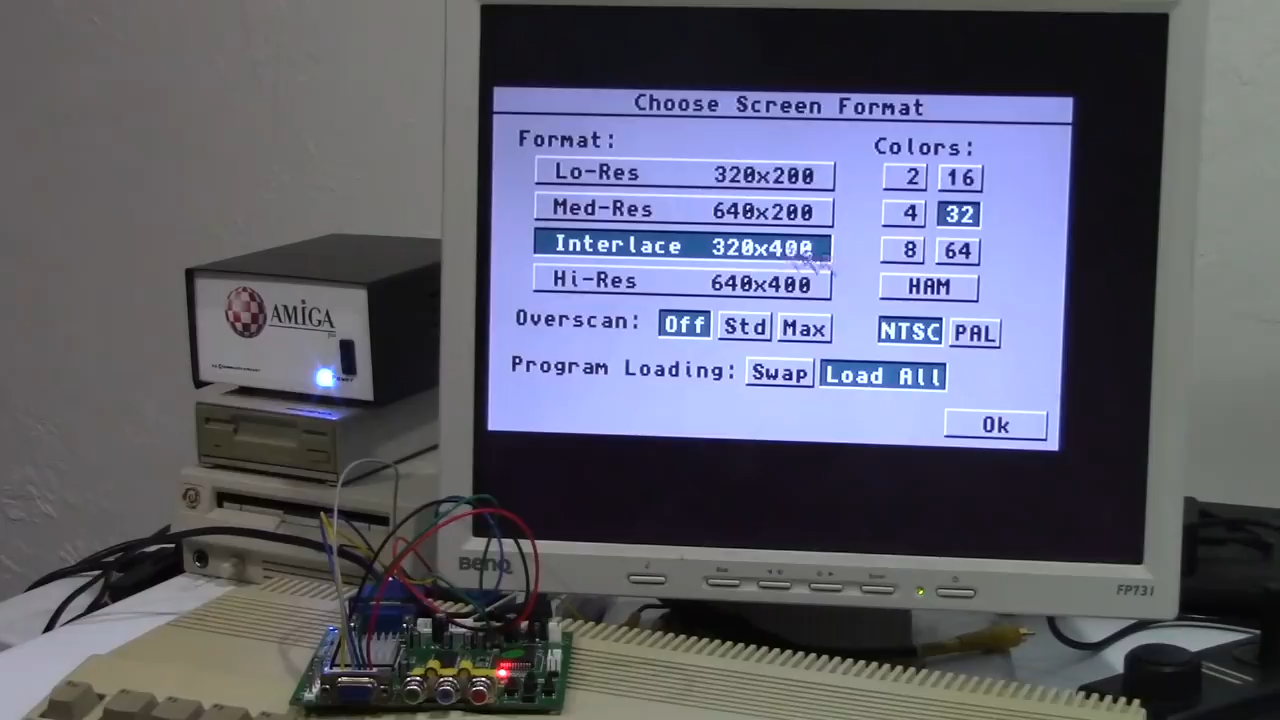 Choose Screen Format
Format:
Colors:
Lo-Res 320x200
2 16
Med-Res 640x200
4 32
Interlace 320x400
8 64
Hi-Res 640x400
HAM
Overscan: Off Std Max
NTSC PAL
Program Loading: Swap Load All
Ok
AMIGA
BenQ
FP731